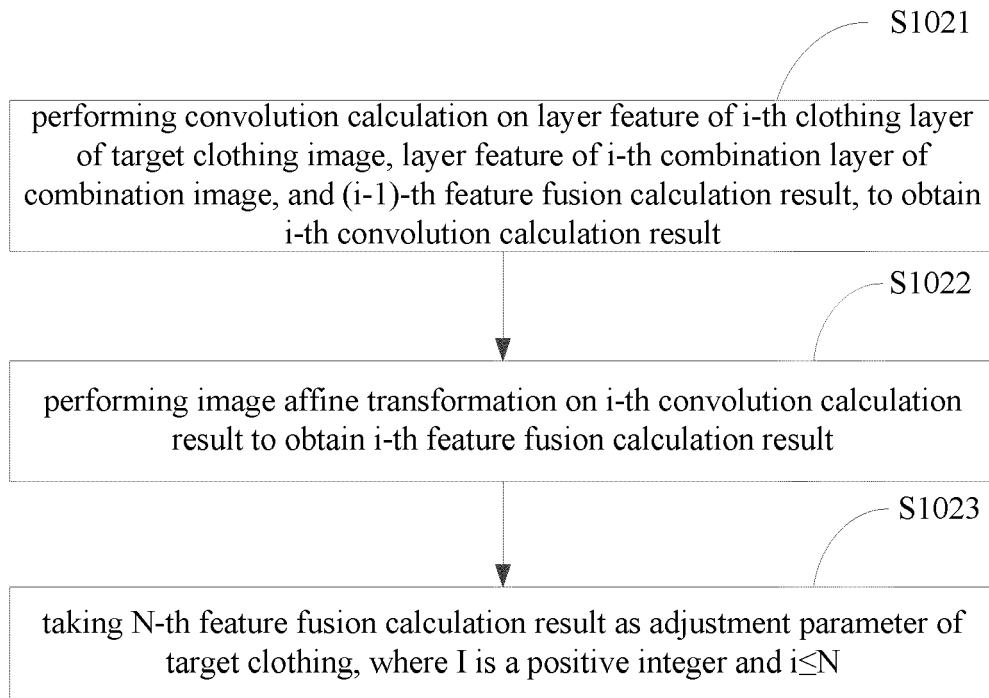 S1021
performing convolution calculation on layer feature of i-th clothing layer
of target clothing image, layer feature of i-th combination layer of
combination image, and (i-1)-th feature fusion calculation result, to obtain
i-th convolution calculation result
S1022
performing image affine transformation on i-th convolution calculation
result to obtain i-th feature fusion calculation result
S1023
taking N-th feature fusion calculation result as adjustment parameter of
target clothing, where I is a positive integer and i≤N